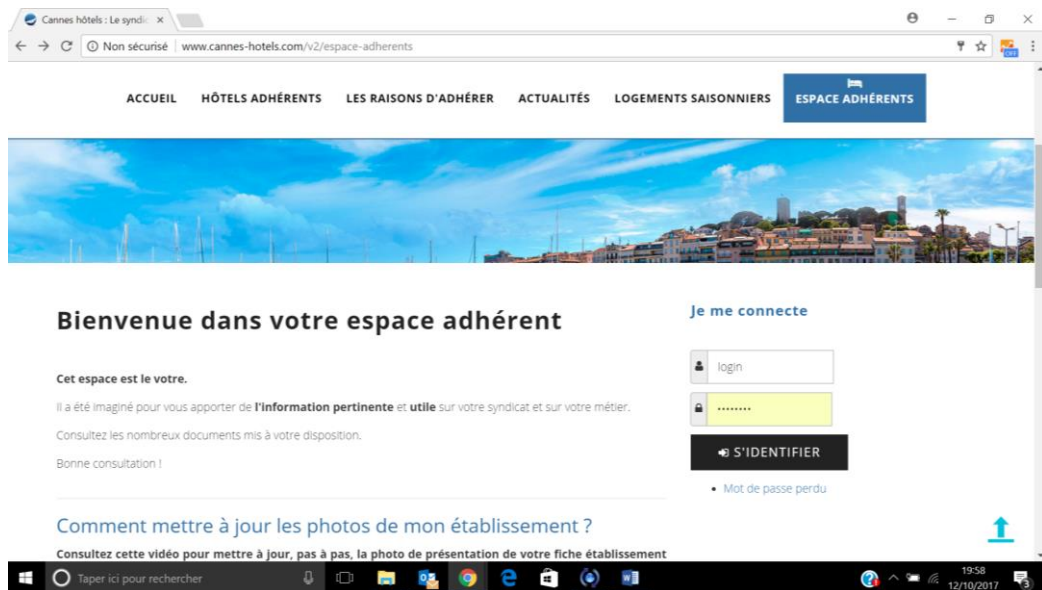 Cannes hôtels : Le syndic
Non sécurisé | www.cannes-hotels.com/v2/espace-adherents
OFF
ACCUEIL HÔTELS ADHÉRENTS LES RAISONS D'ADHÉRER ACTUALITÉS LOGEMENTS SAISONNIERS ESPACE ADHÉRENTS
Bienvenue dans votre espace adhérent
Cet espace est le votre.
Il a été imaginé pour vous apporter de l'information pertinente et utile sur votre syndicat et sur votre métier.
Consultez les nombreux documents mis à votre disposition.
Bonne consultation !
Comment mettre à jour les photos de mon établissement ?
Consultez cette vidéo pour mettre à jour, pas à pas, la photo de présentation de votre fiche établissement
Je me connecte
login
••••••••
S'IDENTIFIER
• Mot de passe perdu
Taper ici pour rechercher
19:58
12/10/2017
3